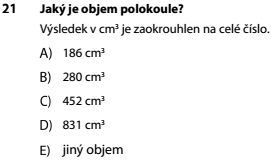 21 Jaký je objem polokoule?
Výsledek v cm³ je zaokrouhlen na celé číslo.
A) 186 cm³
B) 280 cm³
C) 452 cm³
D) 831 cm³
E) jiný objem